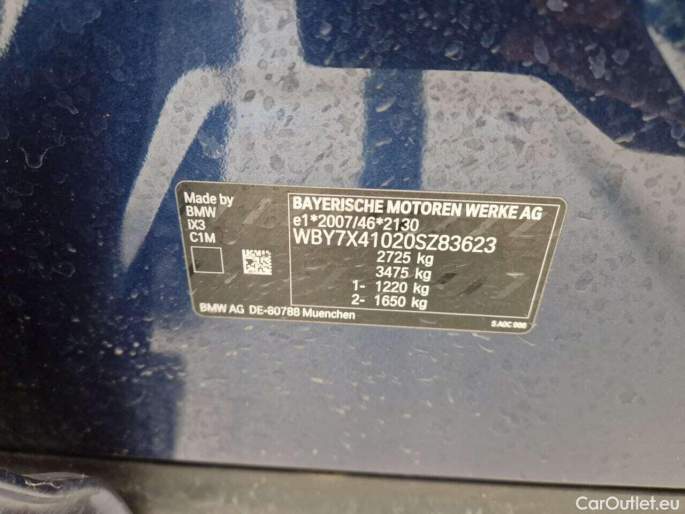 Made by
BMW
IX3
C1M
BAYERISCHE MOTOREN WERKE AG
e1*2007/46*2130
WBY7X41020SZ83623
2725 kg
3475 kg
1- 1220 kg
2- 1650 kg
BMW AG DE-80788 Muenchen
CarOutlet.eu